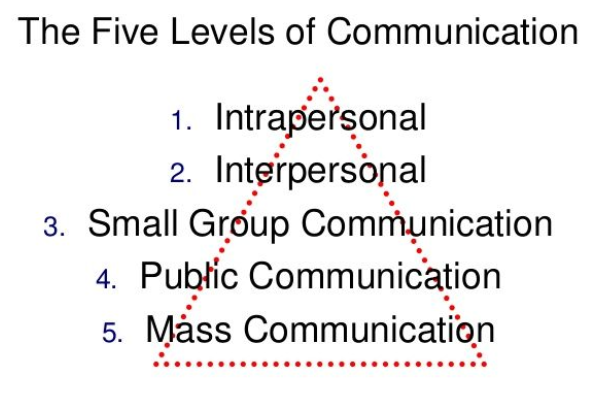 The Five Levels of Communication
1. Intrapersonal
2. Interpersonal
3. Small Group Communication
4. Public Communication
5. Mass Communication